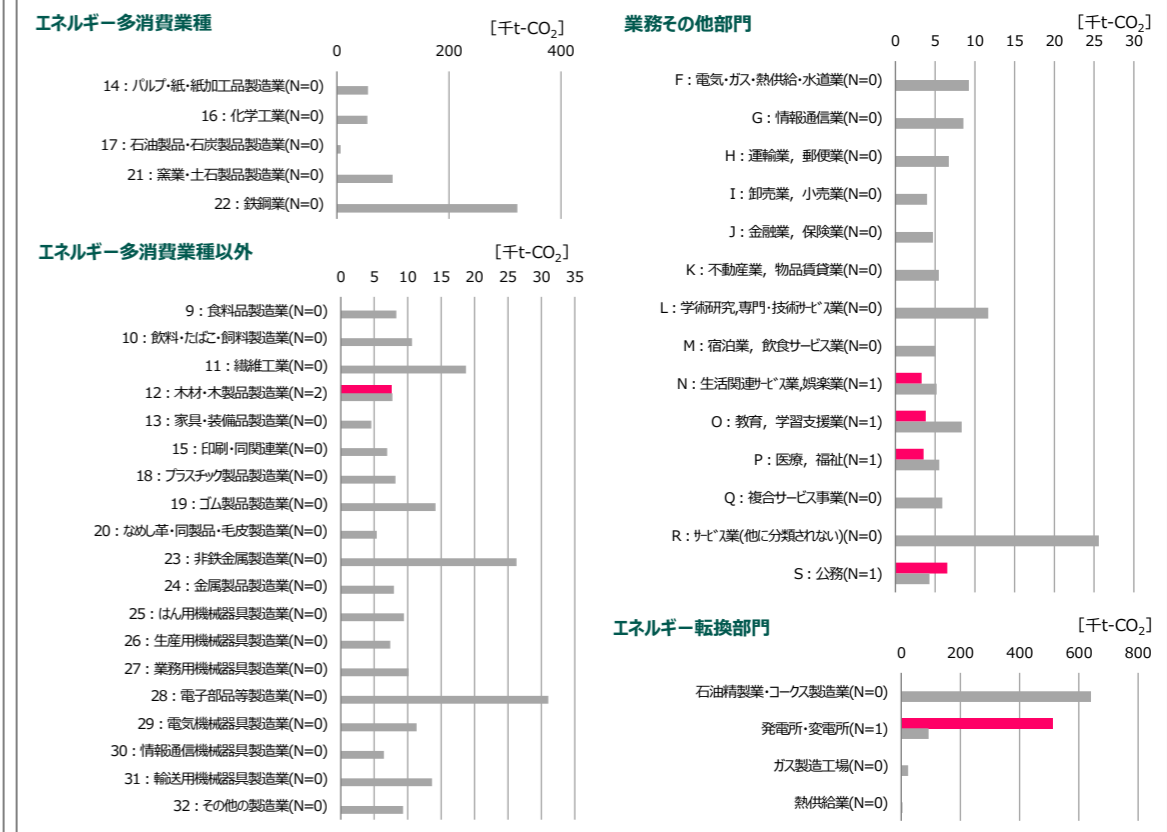 エネルギー多消費業種
[千t-CO2]
0 200 400
14：パルプ・紙・紙加工品製造業(N=0)
16：化学工業(N=0)
17：石油製品・石炭製品製造業(N=0)
21：窯業・土石製品製造業(N=0)
22：鉄鋼業(N=0)
エネルギー多消費業種以外
[千t-CO2]
0 5 10 15 20 25 30 35
9：食料品製造業(N=0)
10：飲料・たばこ・飼料製造業(N=0)
11：繊維工業(N=0)
12：木材・木製品製造業(N=2)
13：家具・装備品製造業(N=0)
15：印刷・同関連業(N=0)
18：プラスチック製品製造業(N=0)
19：ゴム製品製造業(N=0)
20：なめし革・同製品・毛皮製造業(N=0)
23：非鉄金属製造業(N=0)
24：金属製品製造業(N=0)
25：はん用機械器具製造業(N=0)
26：生産用機械器具製造業(N=0)
27：業務用機械器具製造業(N=0)
28：電子部品等製造業(N=0)
29：電気機械器具製造業(N=0)
30：情報通信機械器具製造業(N=0)
31：輸送用機械器具製造業(N=0)
32：その他の製造業(N=0)
業務その他部門
[千t-CO2]
0 5 10 15 20 25 30
F：電気・ガス・熱供給・水道業(N=0)
G：情報通信業(N=0)
H：運輸業，郵便業(N=0)
I：卸売業，小売業(N=0)
J：金融業，保険業(N=0)
K：不動産業，物品賃貸業(N=0)
L：学術研究,専門・技術ｻｰﾋﾞｽ業(N=0)
M：宿泊業，飲食サービス業(N=0)
N：生活関連ｻｰﾋﾞｽ業,娯楽業(N=1)
O：教育，学習支援業(N=1)
P：医療，福祉(N=1)
Q：複合サービス事業(N=0)
R：ｻｰﾋﾞｽ業(他に分類されない)(N=0)
S：公務(N=1)
エネルギー転換部門
[千t-CO2]
0 200 400 600 800
石油精製業・コークス製造業(N=0)
発電所・変電所(N=1)
ガス製造工場(N=0)
熱供給業(N=0)